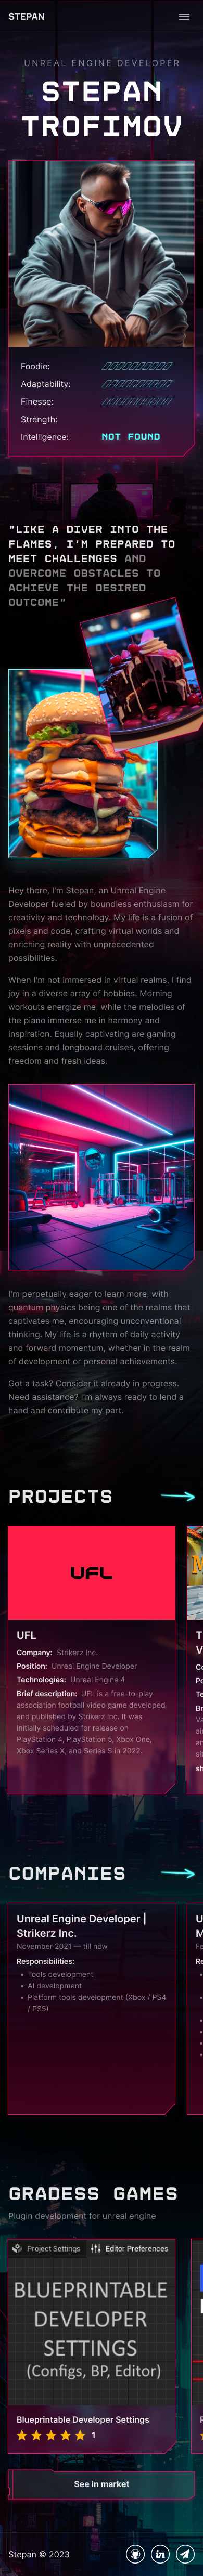 STEPAN
UNREAL ENGINE DEVELOPER
STEPAN
TROFIMOV
Foodie:
Adaptability:
Finesse:
Strength:
Intelligence: NOT FOUND
"LIKE A DIVER INTO THE
FLAMES, I'M PREPARED TO
MEET CHALLENGES AND
OVERCOME OBSTACLES TO
ACHIEVE THE DESIRED
OUTCOME"
Hey there, I'm Stepan, an Unreal Engine
Developer fueled by boundless enthusiasm for
creativity and technology. My life is a fusion of
pixels and code, crafting virtual worlds and
enriching reality with unprecedented
possibilities.
When I'm not immersed in virtual realms, I find
joy in a diverse array of hobbies. Morning
workouts energize me, while the melodies of
the piano immerse me in harmony and
inspiration. Equally captivating are gaming
sessions and longboard cruises, offering
freedom and fresh ideas.
I'm perpetually eager to learn more, with
quantum physics being one of the realms that
captivates me, encouraging unconventional
thinking. My life is a rhythm of daily activity
and forward momentum, whether in the realm
of development or personal achievements.
Got a task? Consider it already in progress.
Need assistance? I'm always ready to lend a
hand and contribute my part.
PROJECTS
UFL
UFL
Company: Strikerz Inc.
Position: Unreal Engine Developer
Technologies: Unreal Engine 4
Brief description: UFL is a free-to-play
association football video game developed
and published by Strikerz Inc. It was
initially scheduled for release on
PlayStation 4, PlayStation 5, Xbox One,
Xbox Series X, and Series S in 2022.
COMPANIES
Unreal Engine Developer |
Strikerz Inc.
November 2021 — till now
Responsibilities:
• Tools development
• AI development
• Platform tools development (Xbox / PS4
/ PS5)
GRADESS GAMES
Plugin development for unreal engine
Project Settings Editor Preferences
BLUEPRINTABLE
DEVELOPER
SETTINGS
(Configs, BP, Editor)
Blueprintable Developer Settings
1
See in market
Stepan © 2023
in